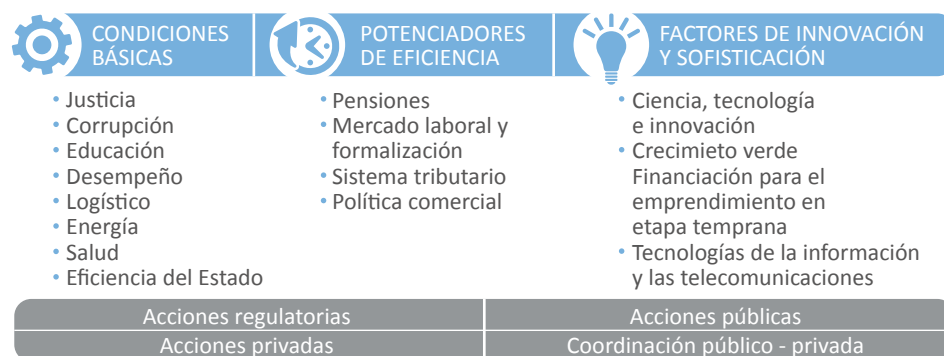 CONDICIONES
BÁSICAS
• Justicia
• Corrupción
• Educación
• Desempeño
• Logístico
• Energía
• Salud
• Eficiencia del Estado
POTENCIADORES
DE EFICIENCIA
• Pensiones
• Mercado laboral y
formalización
• Sistema tributario
• Política comercial
FACTORES DE INNOVACIÓN
Y SOFISTICACIÓN
• Ciencia, tecnología
e innovación
• Crecimieto verde
Financiación para el
emprendimiento en
etapa temprana
• Tecnologías de la información
y las telecomunicaciones
Acciones regulatorias
Acciones públicas
Acciones privadas
Coordinación público - privada